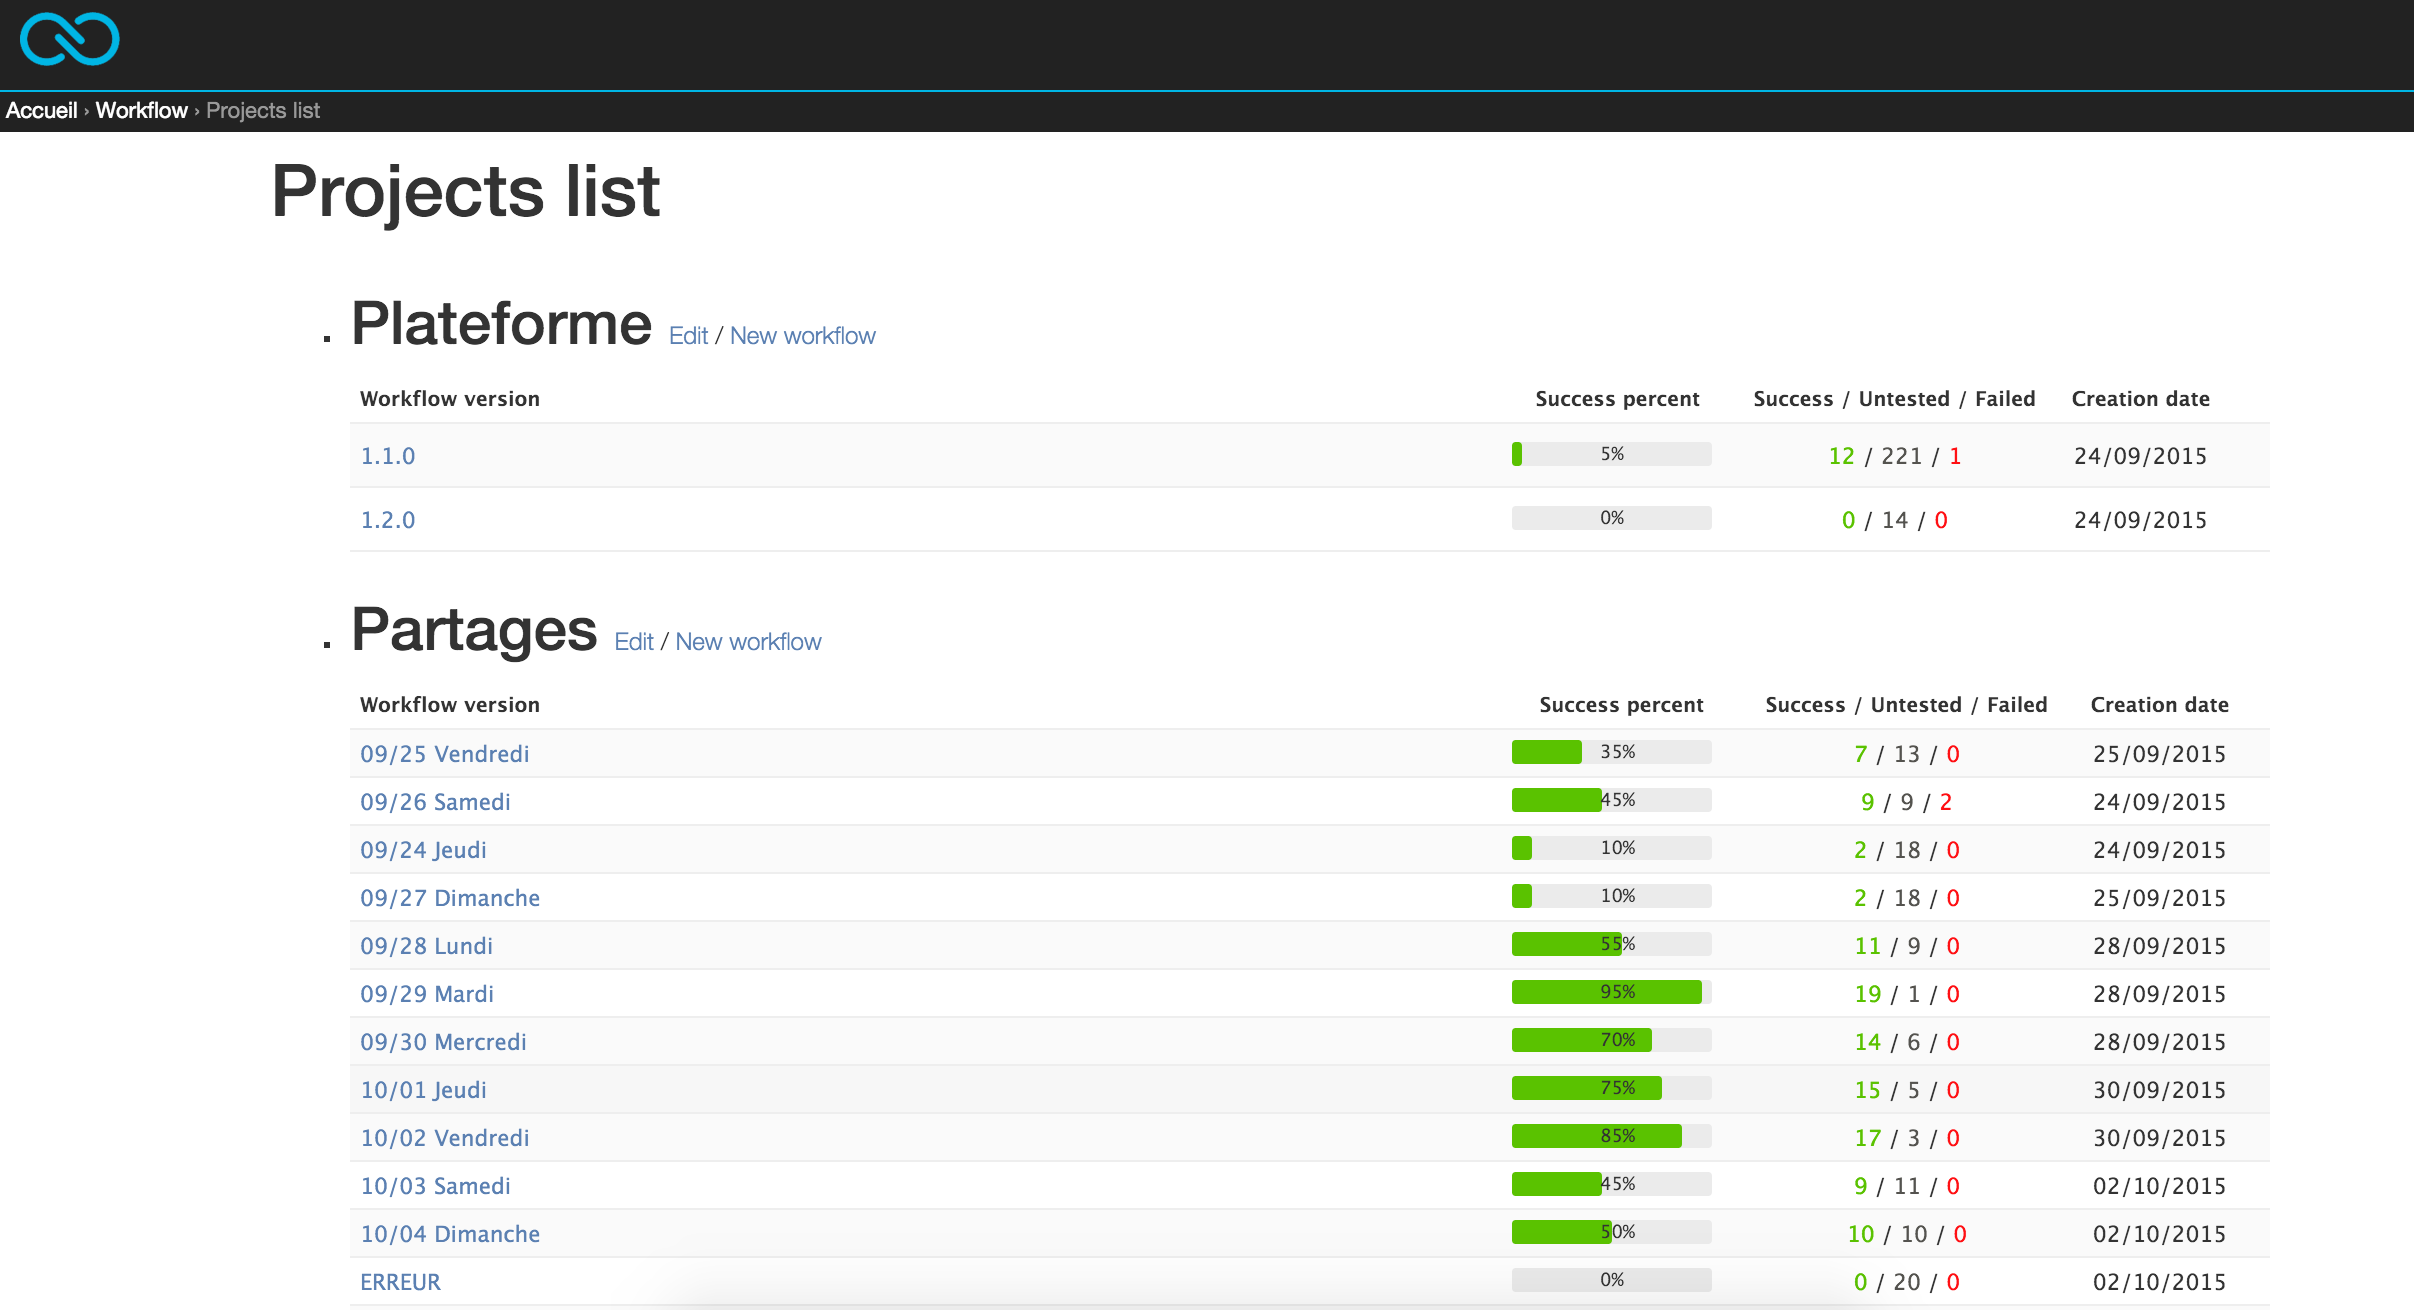 Accueil › Workflow › Projects list
Projects list
Plateforme Edit / New workflow
Workflow version Success percent Success / Untested / Failed Creation date
1.1.0 5% 12 / 221 / 1 24/09/2015
1.2.0 0% 0 / 14 / 0 24/09/2015
Partages Edit / New workflow
Workflow version Success percent Success / Untested / Failed Creation date
09/25 Vendredi 35% 7 / 13 / 0 25/09/2015
09/26 Samedi 45% 9 / 9 / 2 24/09/2015
09/24 Jeudi 10% 2 / 18 / 0 24/09/2015
09/27 Dimanche 10% 2 / 18 / 0 25/09/2015
09/28 Lundi 55% 11 / 9 / 0 28/09/2015
09/29 Mardi 95% 19 / 1 / 0 28/09/2015
09/30 Mercredi 70% 14 / 6 / 0 28/09/2015
10/01 Jeudi 75% 15 / 5 / 0 30/09/2015
10/02 Vendredi 85% 17 / 3 / 0 30/09/2015
10/03 Samedi 45% 9 / 11 / 0 02/10/2015
10/04 Dimanche 50% 10 / 10 / 0 02/10/2015
ERREUR 0% 0 / 20 / 0 02/10/2015